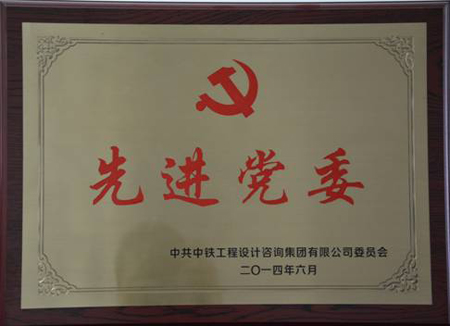 先进党委
中共中铁工程设计咨询集团有限公司委员会
二〇一四年六月